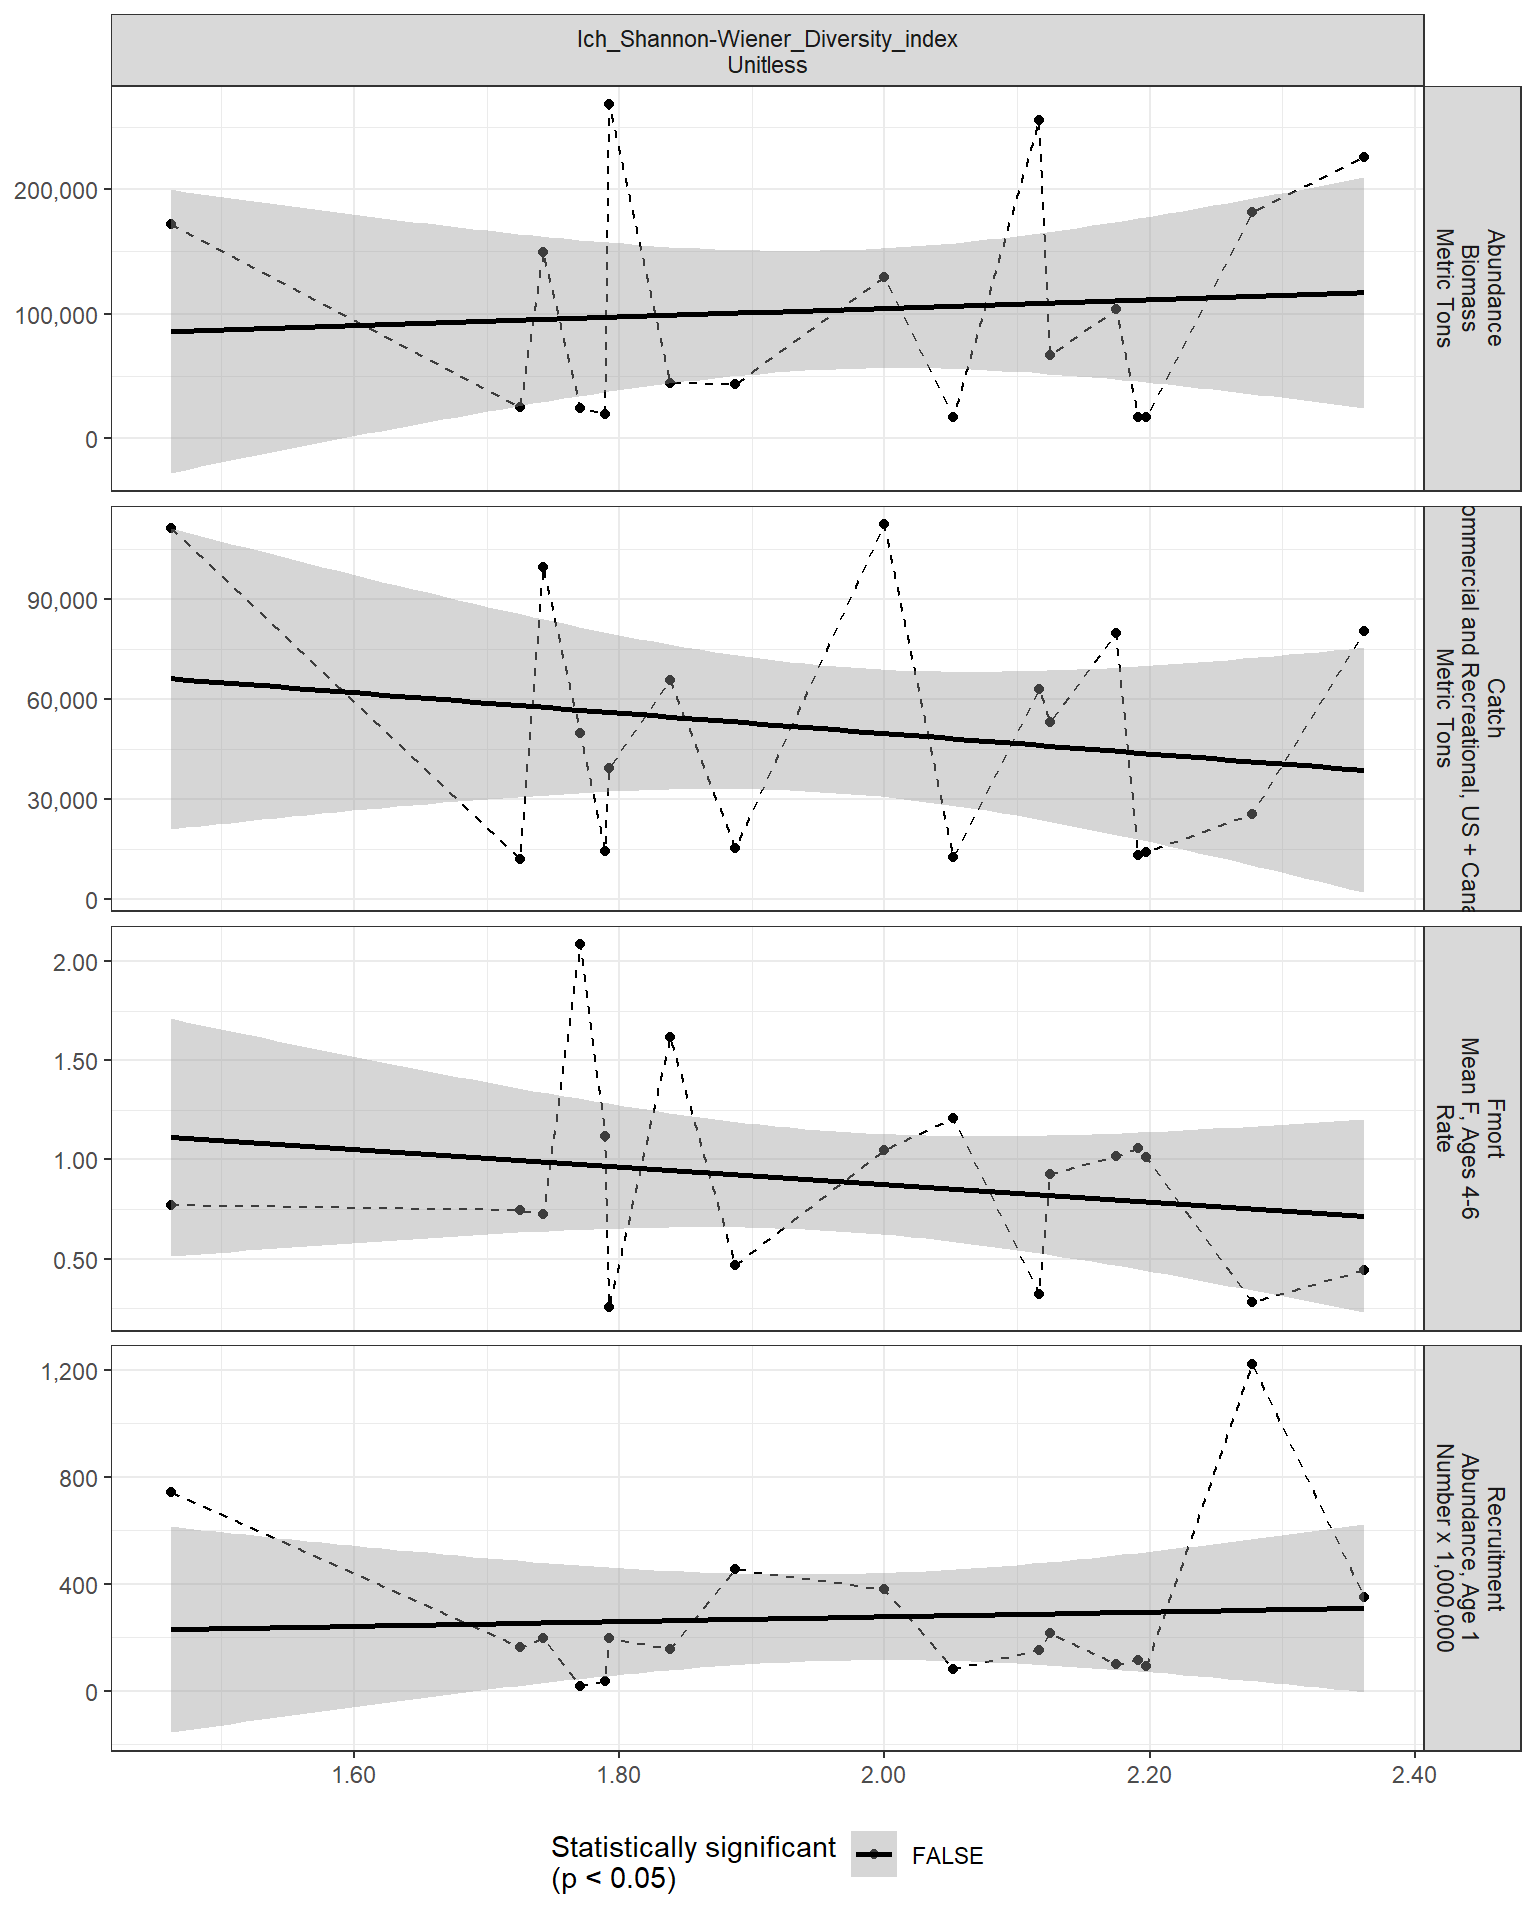 Ich_Shannon-Wiener_Diversity_index
Unitless
200,000
100,000
0
Abundance
Biomass
Metric Tons
90,000
60,000
30,000
0
Catch
ommercial and Recreational, US + Cana
Metric Tons
2.00
1.50
1.00
0.50
Fmort
Mean F, Ages 4-6
Rate
1,200
800
400
0
Recruitment
Abundance, Age 1
Number x 1,000,000
1.60
1.80
2.00
2.20
2.40
Statistically significant
(p < 0.05)
FALSE